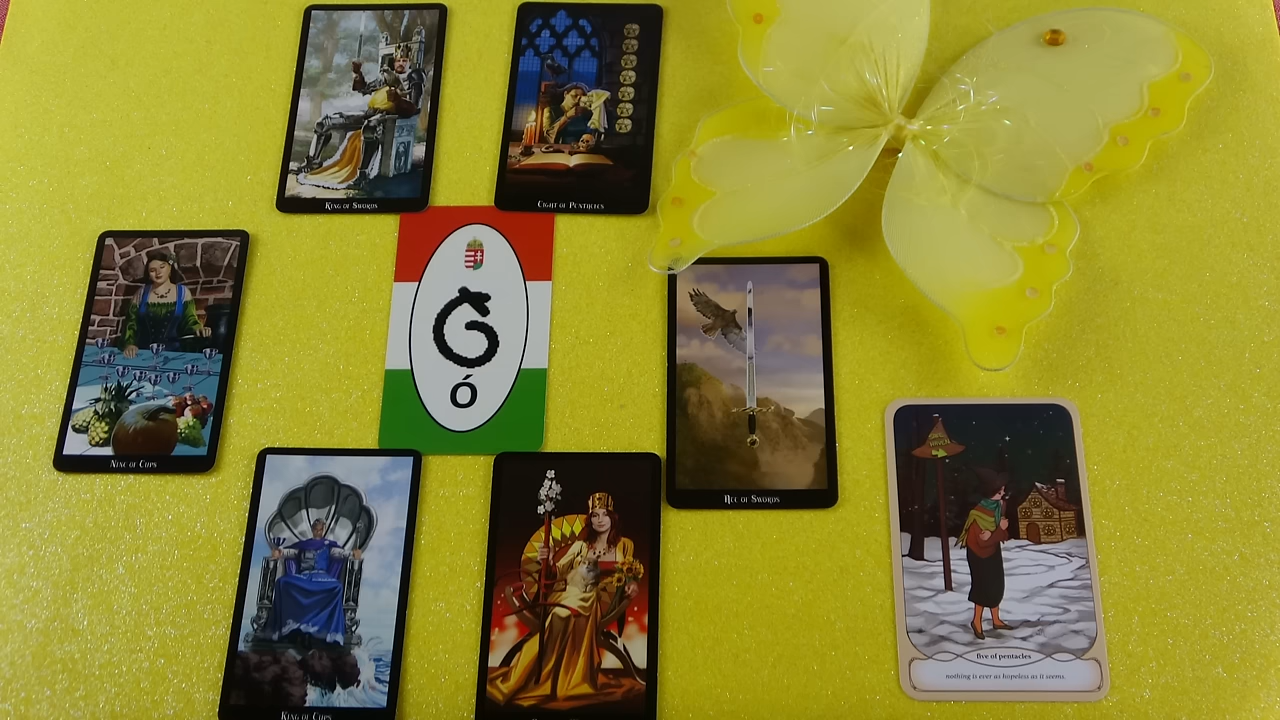 King of Swords
Eight of Pentacles
Ó
Nine of Cups
Ace of Swords
five of pentacles
nothing is ever as hopeless as it seems.
King of Cups